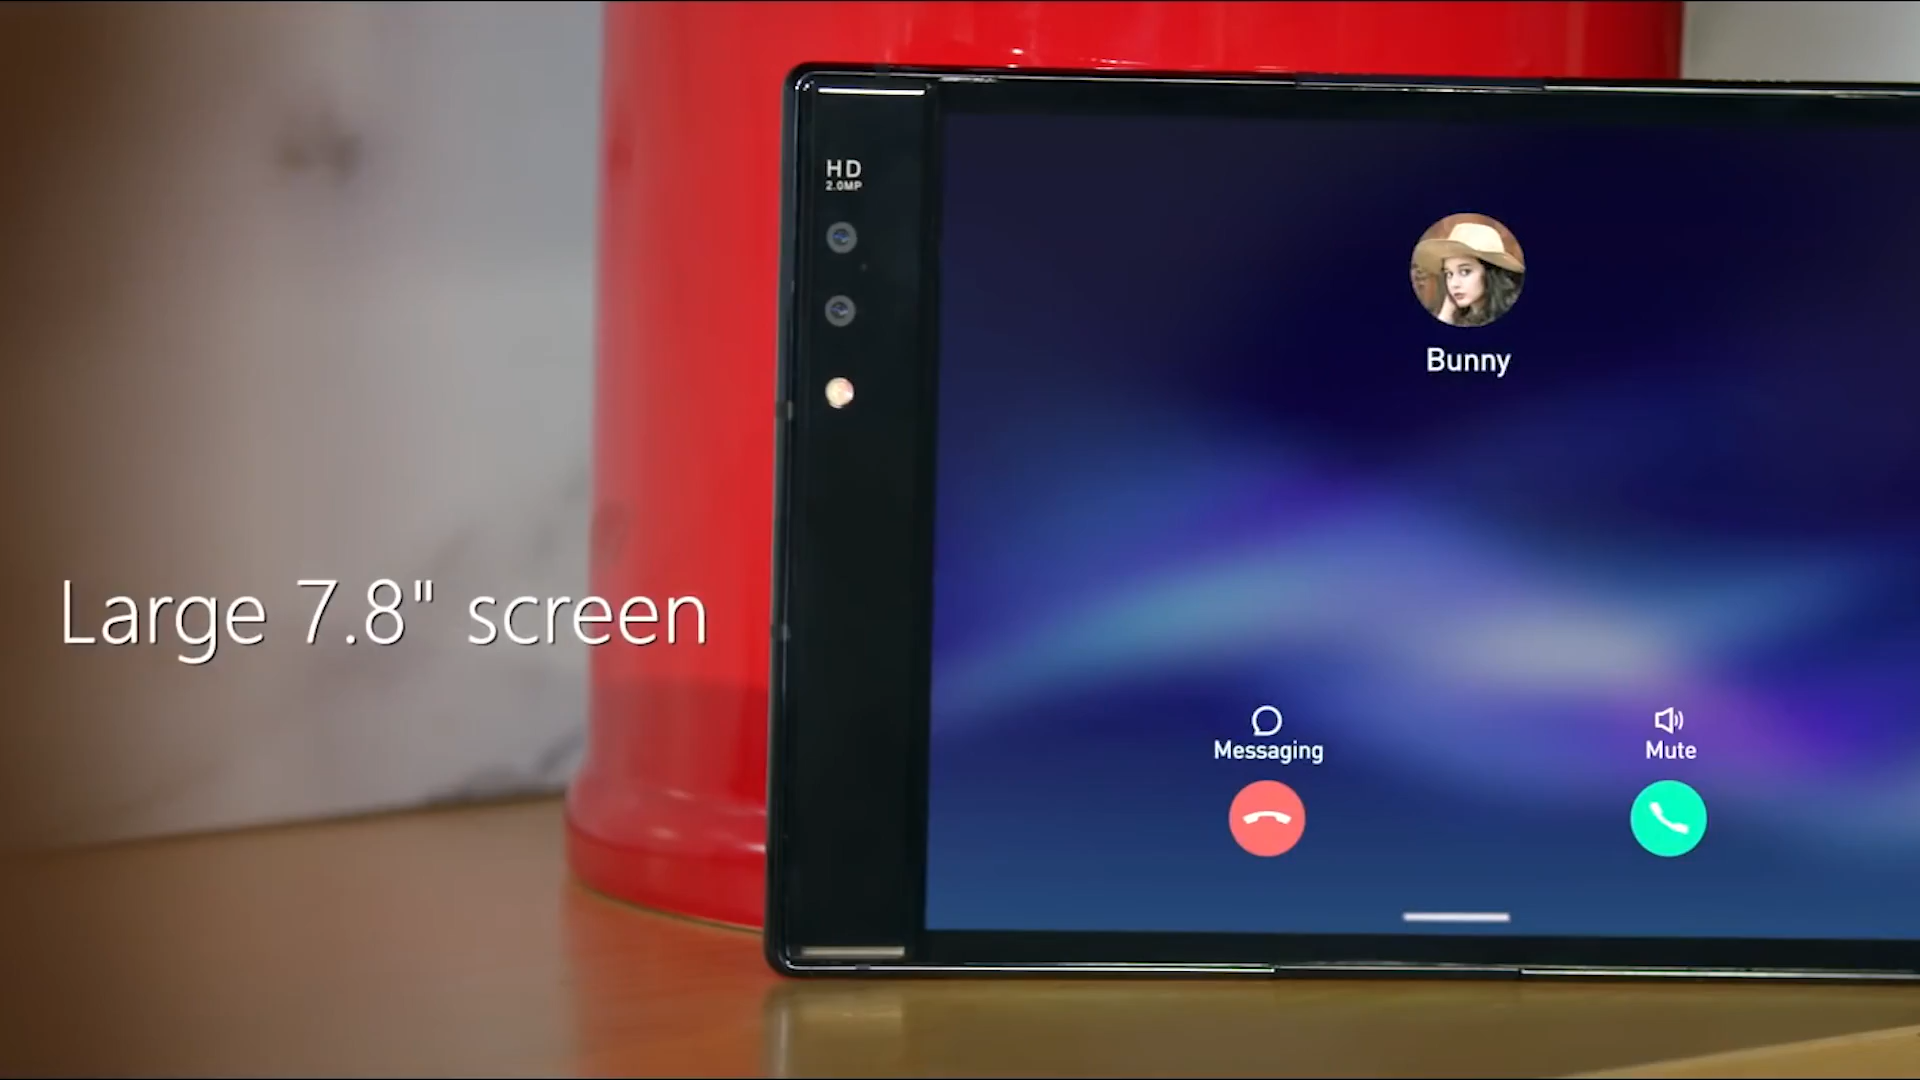 HD
2.0MP
Bunny
Large 7.8" screen
Messaging
Mute